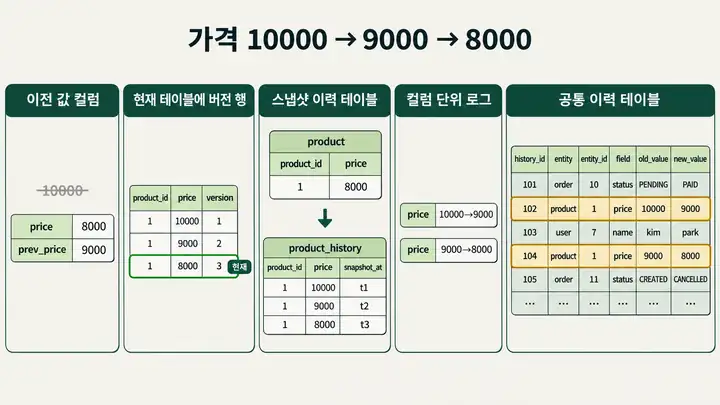 가격 10000 → 9000 → 8000
이전 값 컬럼
10000
price 8000
prev_price 9000
현재 테이블에 버전 행
product_id price version
1 10000 1
1 9000 2
1 8000 3 현재
스냅샷 이력 테이블
product
product_id price
1 8000
product_history
product_id price snapshot_at
1 10000 t1
1 9000 t2
1 8000 t3
컬럼 단위 로그
price 10000→9000
price 9000→8000
공통 이력 테이블
history_id entity entity_id field old_value new_value
101 order 10 status PENDING PAID
102 product 1 price 10000 9000
103 user 7 name kim park
104 product 1 price 9000 8000
105 order 11 status CREATED CANCELLED
... ... ... ... ... ...